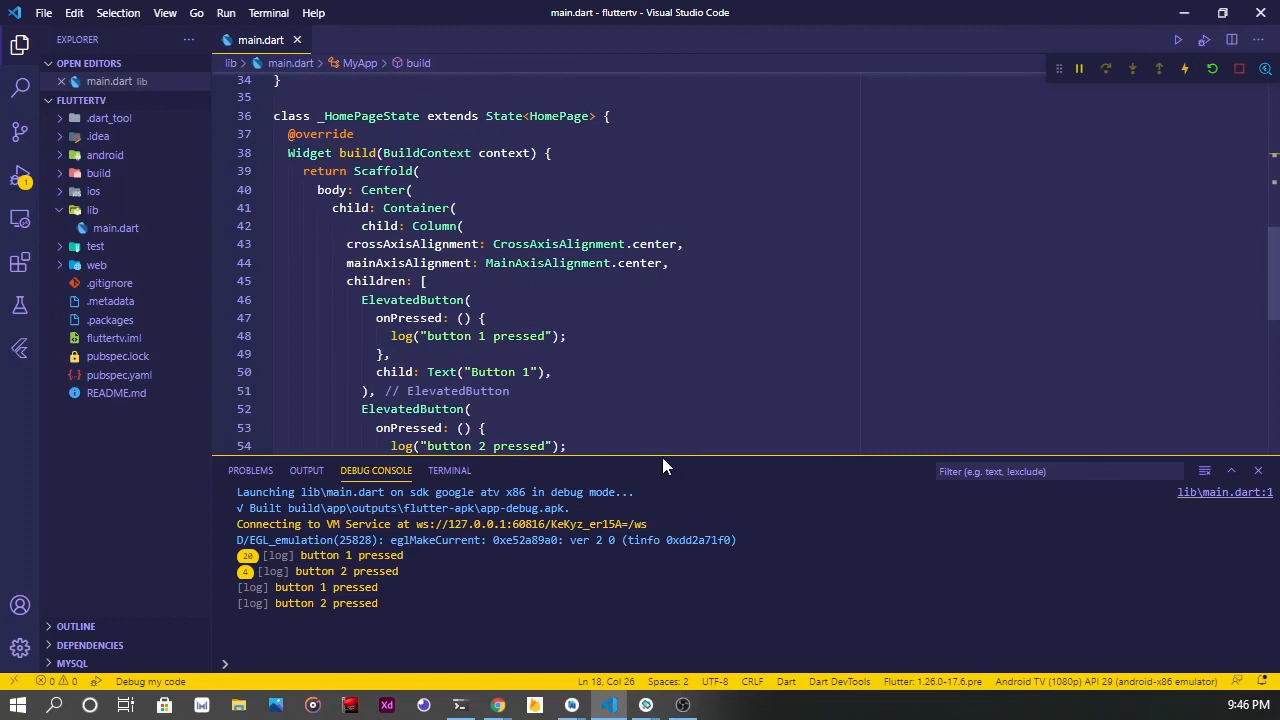 File Edit Selection View Go Run Terminal Help
main.dart - fluttertv - Visual Studio Code
EXPLORER
main.dart
OPEN EDITORS
main.dart lib
FLUTTERTV
.dart_tool
.idea
android
build
ios
lib
main.dart
test
web
.gitignore
.metadata
.packages
fluttertv.iml
pubspec.lock
pubspec.yaml
README.md
OUTLINE
DEPENDENCIES
MYSQL
1
lib > main.dart > MyApp > build
34 }
35
36 class _HomePageState extends State<HomePage> {
37 @override
38 Widget build(BuildContext context) {
39 return Scaffold(
40 body: Center(
41 child: Container(
42 child: Column(
43 crossAxisAlignment: CrossAxisAlignment.center,
44 mainAxisAlignment: MainAxisAlignment.center,
45 children: [
46 ElevatedButton(
47 onPressed: () {
48 log("button 1 pressed");
49 },
50 child: Text("Button 1"),
51 ), // ElevatedButton
52 ElevatedButton(
53 onPressed: () {
54 log("button 2 pressed");
PROBLEMS OUTPUT DEBUG CONSOLE TERMINAL
Filter (e.g. text, !exclude)
Launching lib\main.dart on sdk google atv x86 in debug mode...
lib\main.dart:1
√ Built build\app\outputs\flutter-apk\app-debug.apk.
Connecting to VM Service at ws://127.0.0.1:60816/KeKyz_er15A=/ws
D/EGL_emulation(25828): eglMakeCurrent: 0xe52a89a0: ver 2 0 (tinfo 0xdd2a71f0)
20 [log] button 1 pressed
4 [log] button 2 pressed
[log] button 1 pressed
[log] button 2 pressed
0 0 Debug my code
Ln 18, Col 26 Spaces: 2 UTF-8 CRLF Dart Dart DevTools Flutter: 1.26.0-17.6.pre Android TV (1080p) API 29 (android-x86 emulator)
Xd
9:46 PM